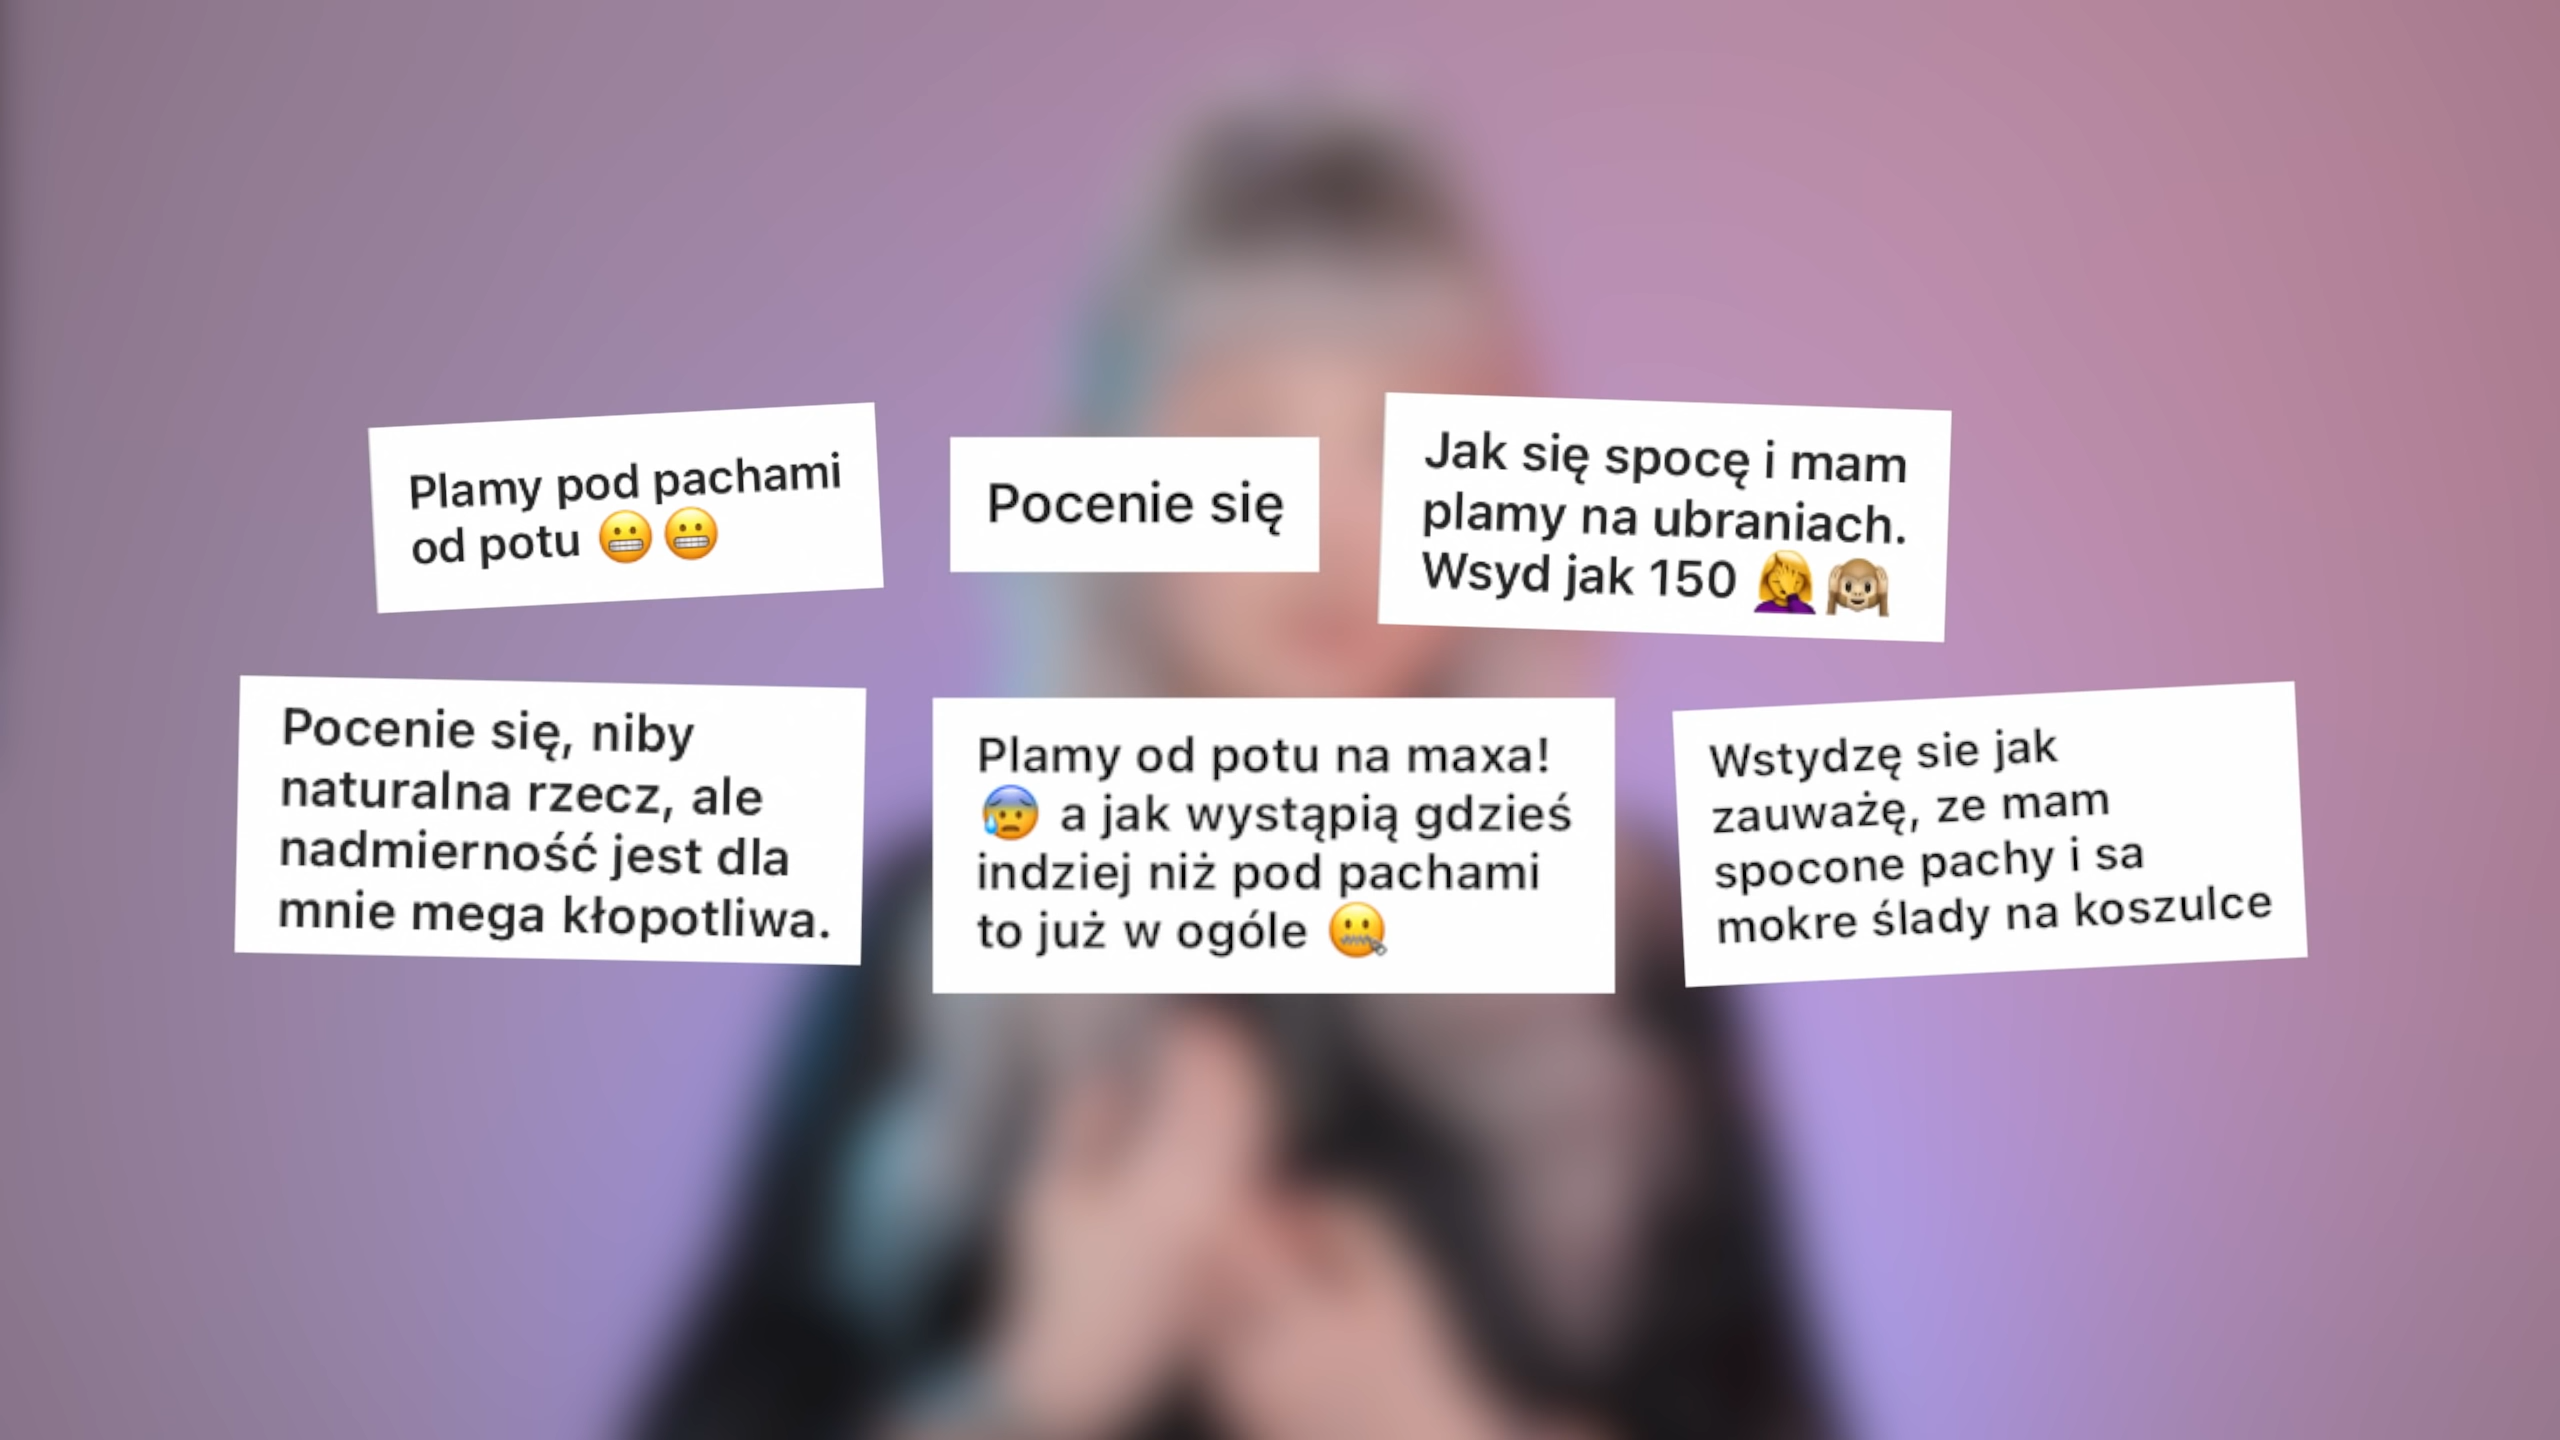 Plamy pod pachami
od potu 😬😬
Pocenie się
Jak się spocę i mam
plamy na ubraniach.
Wsyd jak 150 🤦‍♀️🙉
Pocenie się, niby
naturalna rzecz, ale
nadmierność jest dla
mnie mega kłopotliwa.
Plamy od potu na maxa!
😰 a jak wystąpią gdzieś
indziej niż pod pachami
to już w ogóle 🤐
Wstydzę sie jak
zauważę, ze mam
spocone pachy i sa
mokre ślady na koszulce